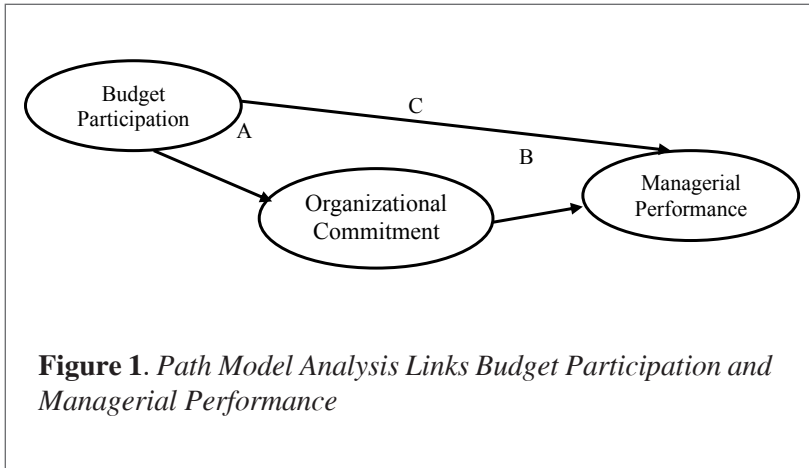 Budget
Participation
C
A
B
Managerial
Performance
Organizational
Commitment
Figure 1. Path Model Analysis Links Budget Participation and
Managerial Performance